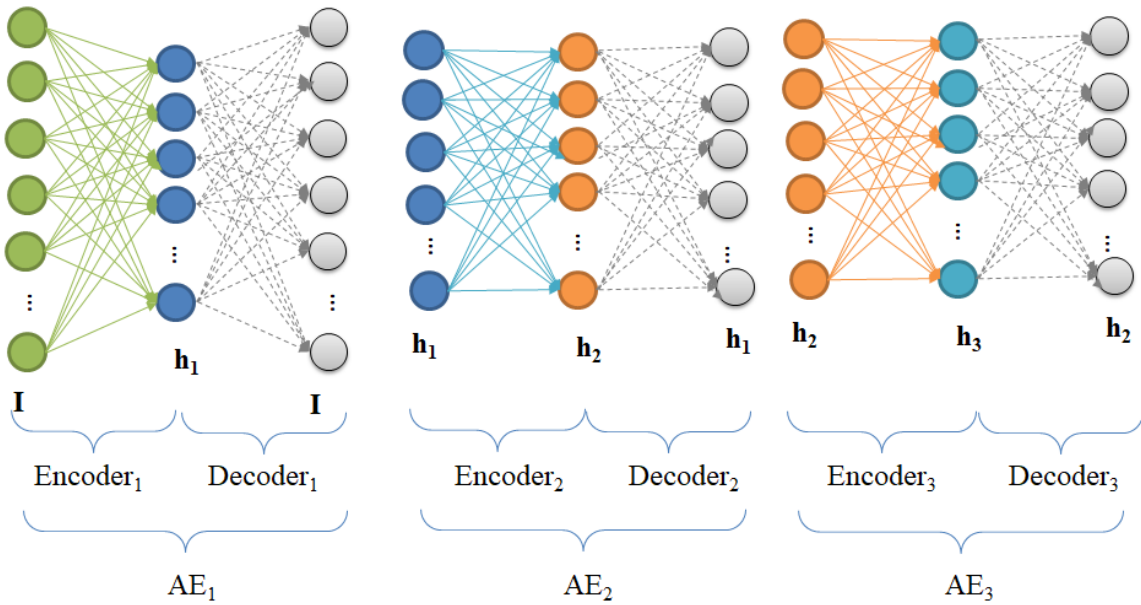 h₁ h₁ h₂ h₁ h₂ h₃ h₂
I I
Encoder₁ Decoder₁ Encoder₂ Decoder₂ Encoder₃ Decoder₃
AE₁ AE₂ AE₃